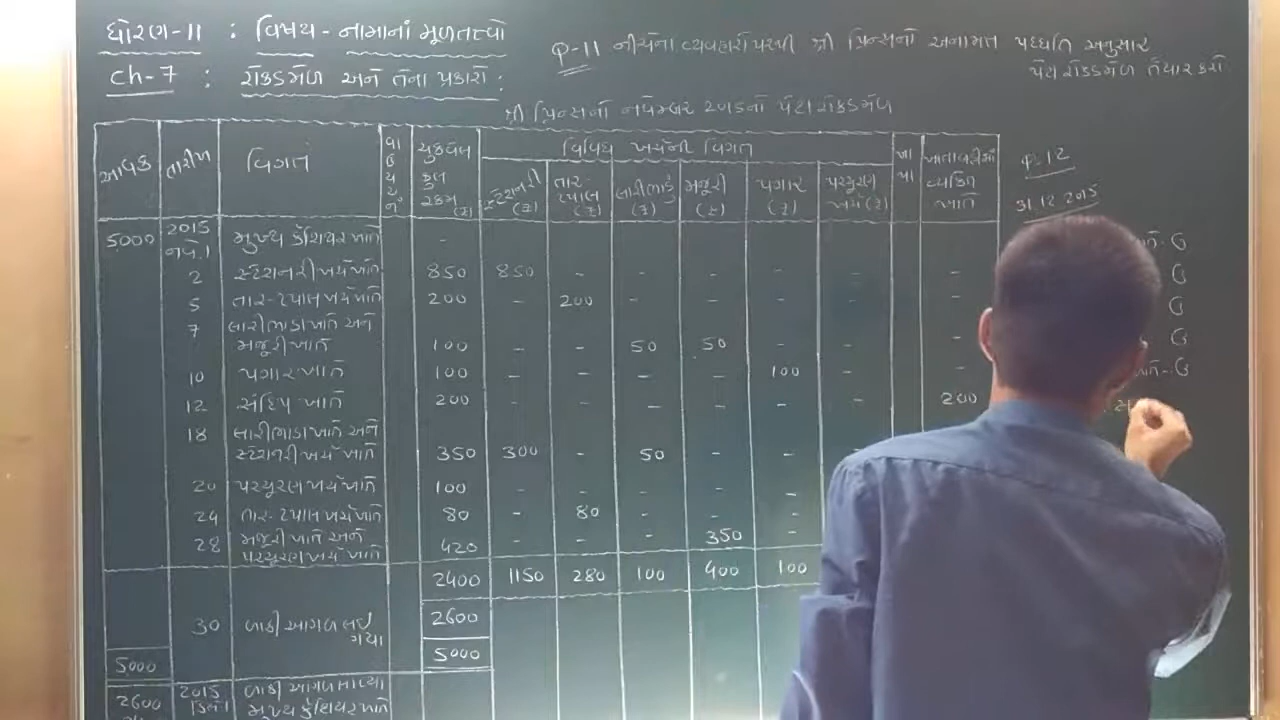 ધોરણ-11 : વિષય - નામાનાં મૂળતત્ત્વો
ch-7 : રોકડમેળ અને તેના પ્રકારો :
પ્ર-11 નીચેના વ્યવહારો પરથી શ્રી પ્રિન્સનો અનામત પધ્ધતિ અનુસાર
પેટા રોકડમેળ તૈયાર કરો
શ્રી પ્રિન્સનો નવેમ્બર 2015નો પેટા રોકડમેળ
આવક તારીખ વિગત વાઉચર નં ચુકવેલ કુલ રકમ (રૂ) વિવિધ ખર્ચની વિગત ખા પા ખાતાવહીમાં વ્યક્તિ ખાતે
સ્ટેશનરી (રૂ) તાર-ટપાલ (રૂ) લારીભાડું (રૂ) મજૂરી (રૂ) પગાર (રૂ) પરચૂરણ ખર્ચ (રૂ)
પ્ર-12
31.12.2015
5000 2015 નવે.1 મુખ્ય કેશિયર ખાતે -
2 સ્ટેશનરી ખર્ચ ખાતે 850 850 - - - - - -
5 તાર-ટપાલ ખર્ચ ખાતે 200 - 200 - - - - -
7 લારીભાડા ખાતે અને
મજૂરી ખાતે 100 - - 50 50 - - -
10 પગાર ખાતે 100 - - - - 100 - -
12 સંદિપ ખાતે 200 - - - - - - 200
18 લારીભાડા ખાતે અને
સ્ટેશનરી ખર્ચ ખાતે 350 300 - 50 - -
20 પરચૂરણ ખર્ચ ખાતે 100 - - - - -
24 તાર-ટપાલ ખર્ચ ખાતે 80 - 80 - - -
28 મજૂરી ખાતે અને
પરચૂરણ ખર્ચ ખાતે 420 - - - 350 -
2400 1150 280 100 400 100
30 બાકી આગળ લઈ ગયા 2600
5000 5000
2600 2015 ડિસે.1 બાકી આગળ લાવ્યા
મુખ્ય કેશિયર ખાતે